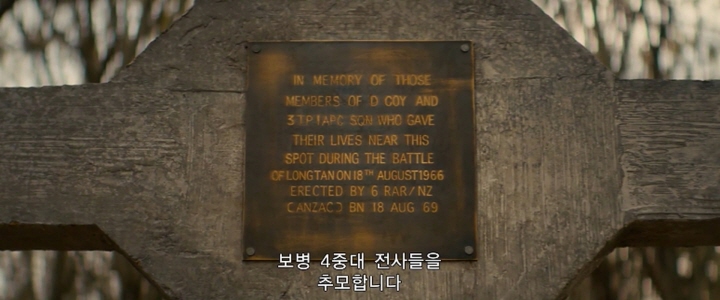 IN MEMORY OF THOSE
MEMBERS OF D COY AND
3 TP 1 APC SQN WHO GAVE
THEIR LIVES NEAR THIS
SPOT DURING THE BATTLE
OF LONG TAN ON 18TH AUGUST 1966
ERECTED BY 6 RAR/NZ
(ANZAC) BN 18 AUG 69
보병 4중대 전사들을
추모합니다